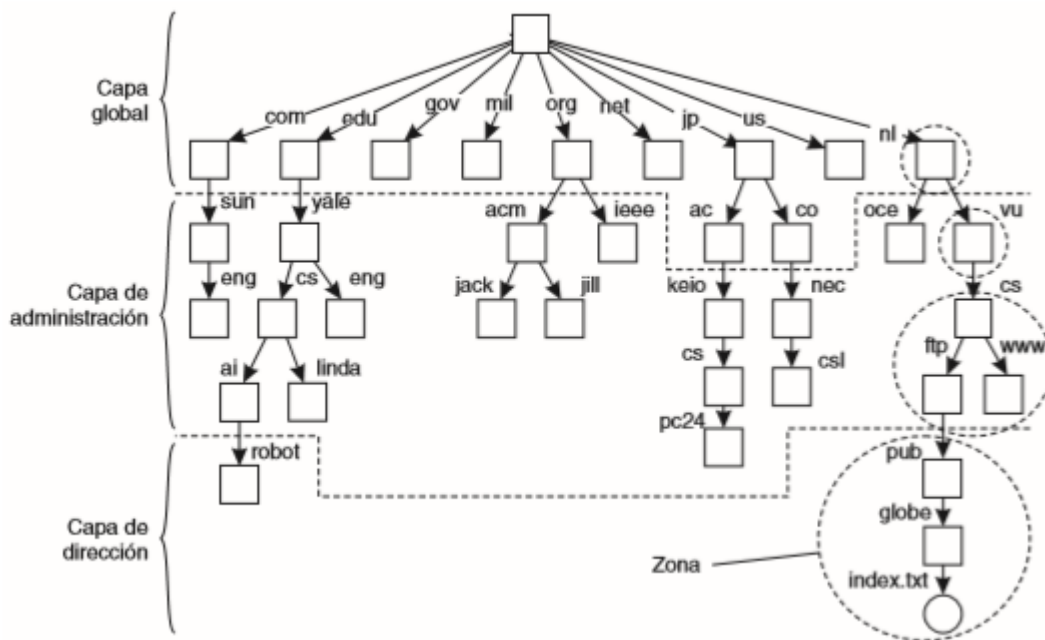 Capa
global
com
edu
gov
mil
org
net
jp
us
nl
sun
yale
acm
ieee
ac
co
oce
vu
Capa de
administración
eng
cs
eng
jack
jill
keio
nec
cs
ai
linda
cs
csl
ftp
www
pc24
robot
pub
Capa de
dirección
globe
Zona
index.txt